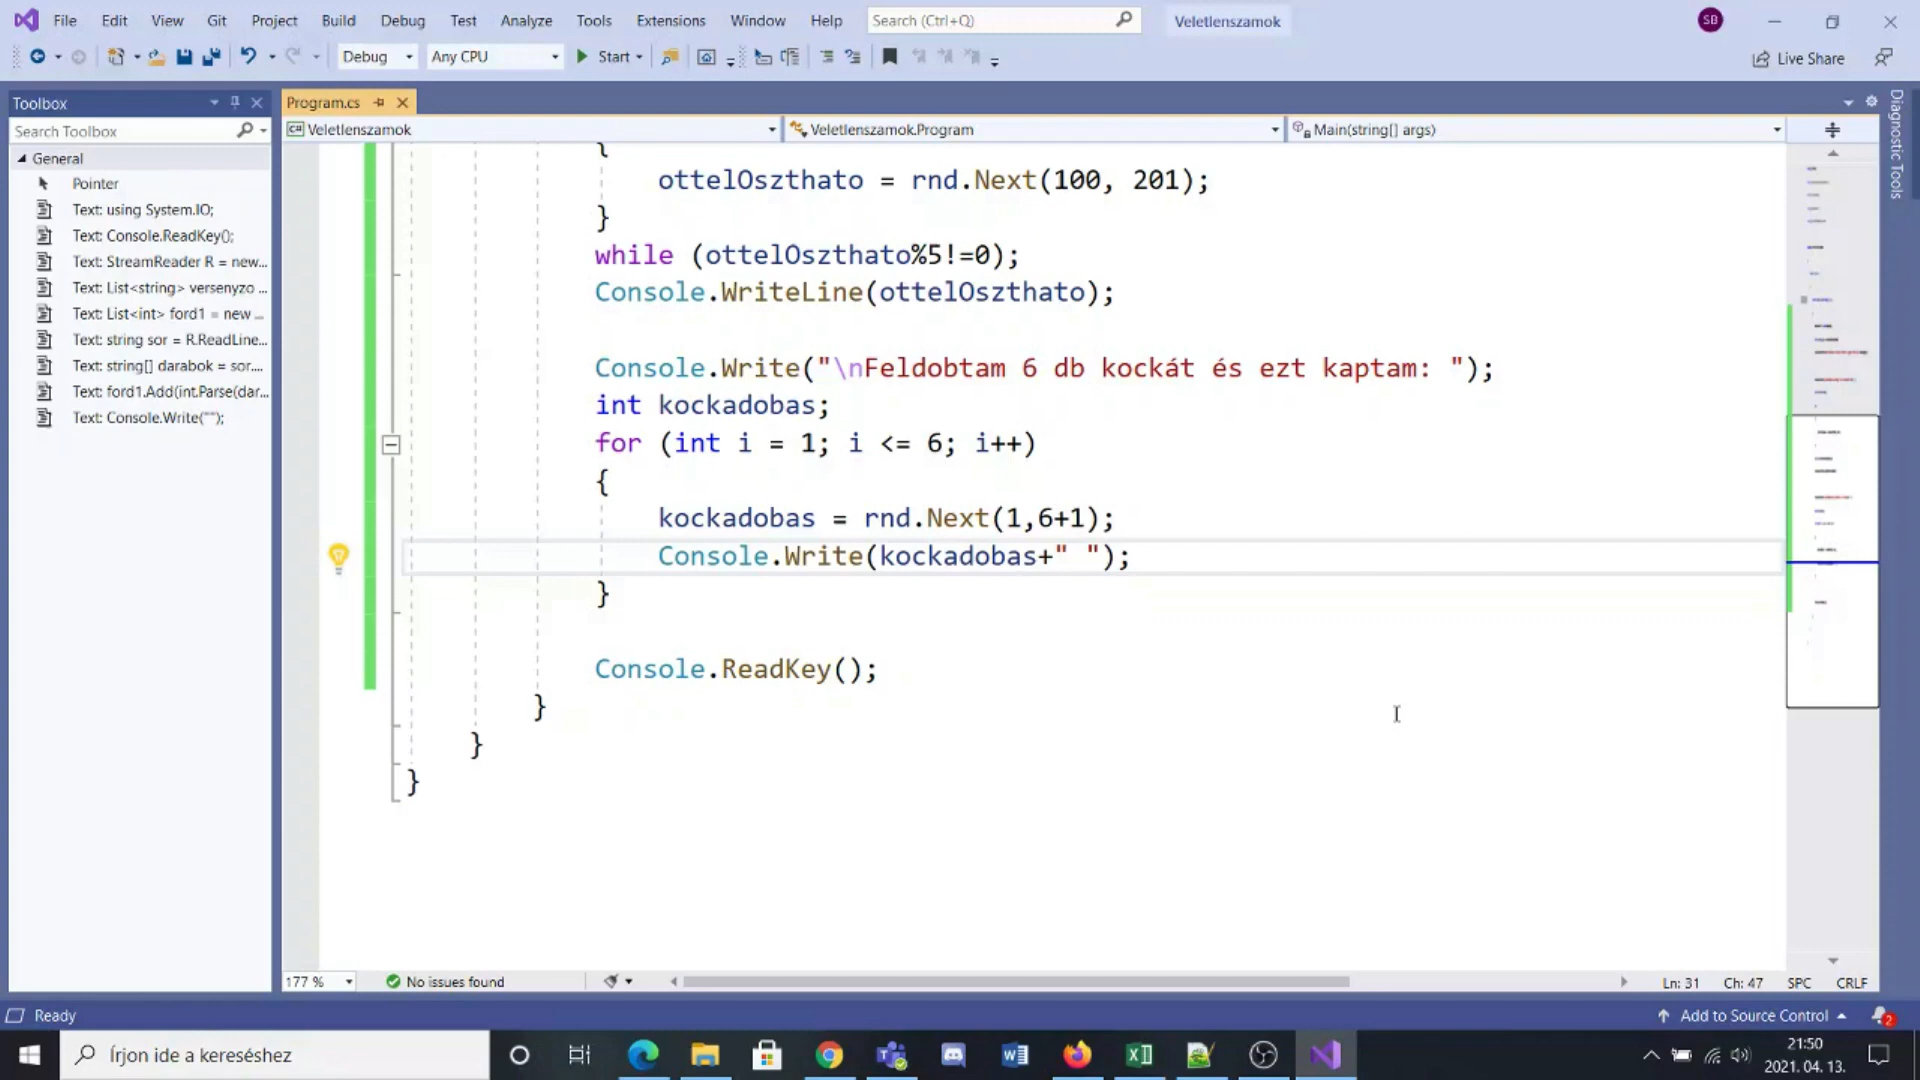 File Edit View Git Project Build Debug Test Analyze Tools Extensions Window Help Search (Ctrl+Q) Veletlenszamok SB
Debug Any CPU Start Live Share
Toolbox
Search Toolbox
General
Pointer
Text: using System.IO;
Text: Console.ReadKey();
Text: StreamReader R = new...
Text: List<string> versenyzo ...
Text: List<int> ford1 = new ...
Text: string sor = R.ReadLine...
Text: string[] darabok = sor....
Text: ford1.Add(int.Parse(dar...
Text: Console.Write("");
Program.cs
Veletlenszamok Veletlenszamok.Program Main(string[] args)
{
ottelOszthato = rnd.Next(100, 201);
}
while (ottelOszthato%5!=0);
Console.WriteLine(ottelOszthato);
Console.Write("\nFeldobtam 6 db kockát és ezt kaptam: ");
int kockadobas;
for (int i = 1; i <= 6; i++)
{
kockadobas = rnd.Next(1,6+1);
Console.Write(kockadobas+" ");
}
Console.ReadKey();
}
}
}
Diagnostic Tools
177 % No issues found Ln: 31 Ch: 47 SPC CRLF
Ready Add to Source Control 2
Írjon ide a kereséshez
21:50
2021. 04. 13.